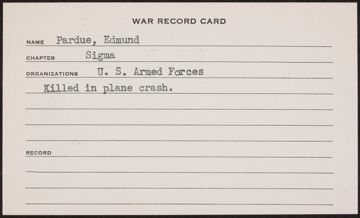 WAR RECORD CARD
NAME Pardue, Edmund
CHAPTER Sigma
ORGANIZATIONS U. S. Armed Forces
Killed in plane crash.
RECORD